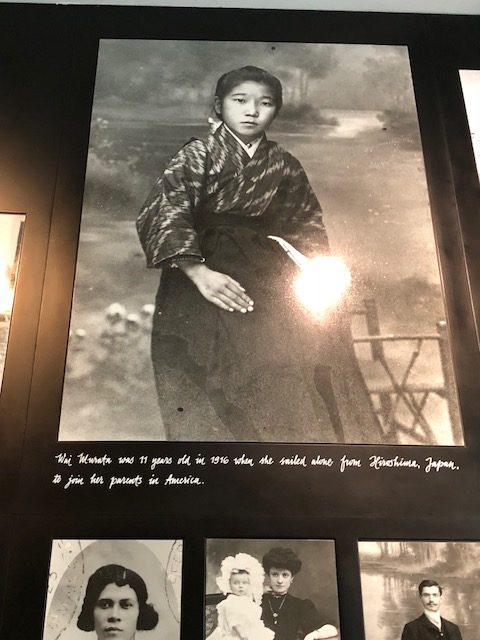 Wai Murata was 11 years old in 1916 when she sailed alone from Hiroshima, Japan,
to join her parents in America.